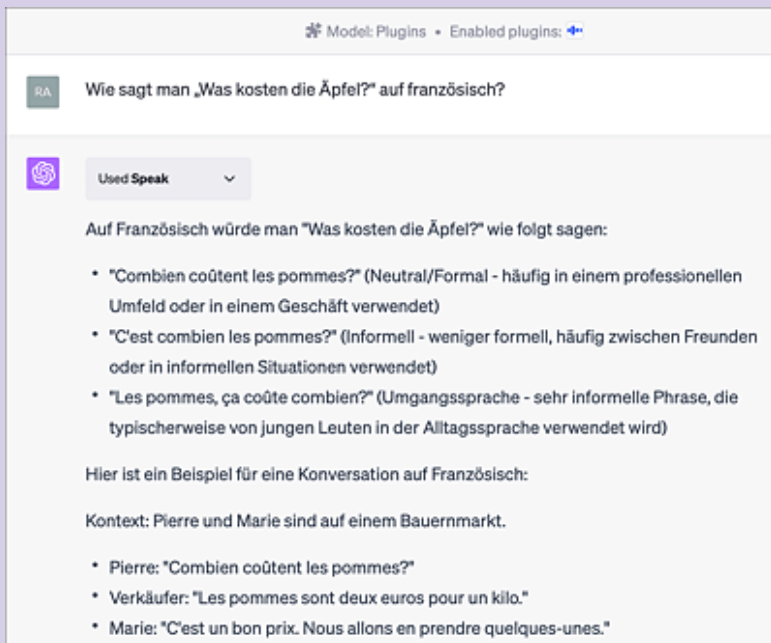 Model: Plugins • Enabled plugins:
RA
Wie sagt man „Was kosten die Äpfel?“ auf französisch?
Used Speak
Auf Französisch würde man "Was kosten die Äpfel?" wie folgt sagen:
• "Combien coûtent les pommes?" (Neutral/Formal - häufig in einem professionellen
Umfeld oder in einem Geschäft verwendet)
• "C'est combien les pommes?" (Informell - weniger formell, häufig zwischen Freunden
oder in informellen Situationen verwendet)
• "Les pommes, ça coûte combien?" (Umgangssprache - sehr informelle Phrase, die
typischerweise von jungen Leuten in der Alltagssprache verwendet wird)
Hier ist ein Beispiel für eine Konversation auf Französisch:
Kontext: Pierre und Marie sind auf einem Bauernmarkt.
• Pierre: "Combien coûtent les pommes?"
• Verkäufer: "Les pommes sont deux euros pour un kilo."
• Marie: "C'est un bon prix. Nous allons en prendre quelques-unes."